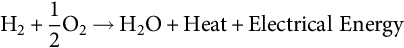 H₂ + 1/2 O₂ → H₂O + Heat + Electrical Energy